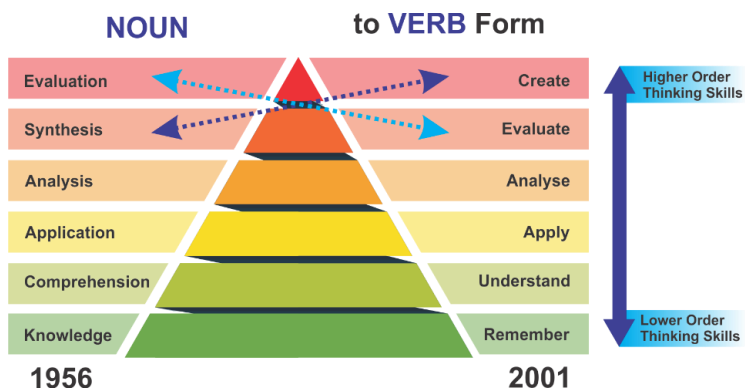 NOUN to VERB Form
Evaluation
Create
Higher Order
Thinking Skills
Synthesis
Evaluate
Analysis
Analyse
Application
Apply
Comprehension
Understand
Knowledge
Remember
Lower Order
Thinking Skills
1956
2001